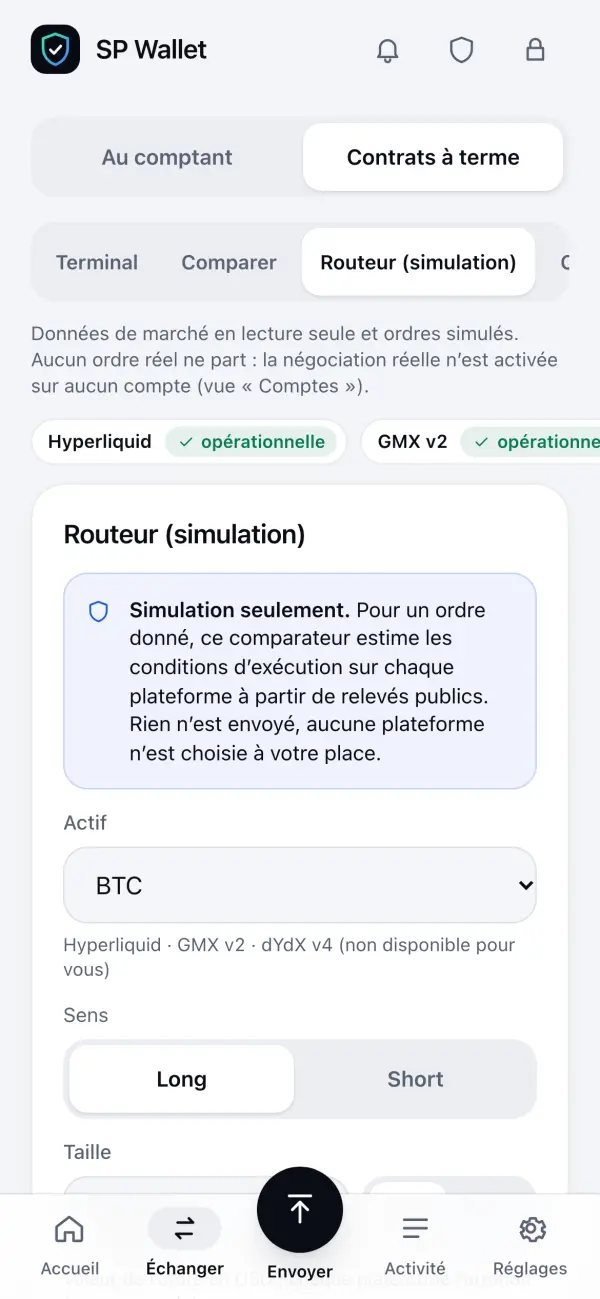 SP Wallet
Au comptant
Contrats à terme
Terminal
Comparer
Routeur (simulation)
Données de marché en lecture seule et ordres simulés.
Aucun ordre réel ne part : la négociation réelle n’est activée
sur aucun compte (vue « Comptes »).
Hyperliquid
opérationnelle
GMX v2
opérationne
Routeur (simulation)
Simulation seulement. Pour un ordre
donné, ce comparateur estime les
conditions d’exécution sur chaque
plateforme à partir de relevés publics.
Rien n’est envoyé, aucune plateforme
n’est choisie à votre place.
Actif
BTC
Hyperliquid · GMX v2 · dYdX v4 (non disponible pour
vous)
Sens
Long
Short
Taille
Accueil
Échanger
Envoyer
Activité
Réglages